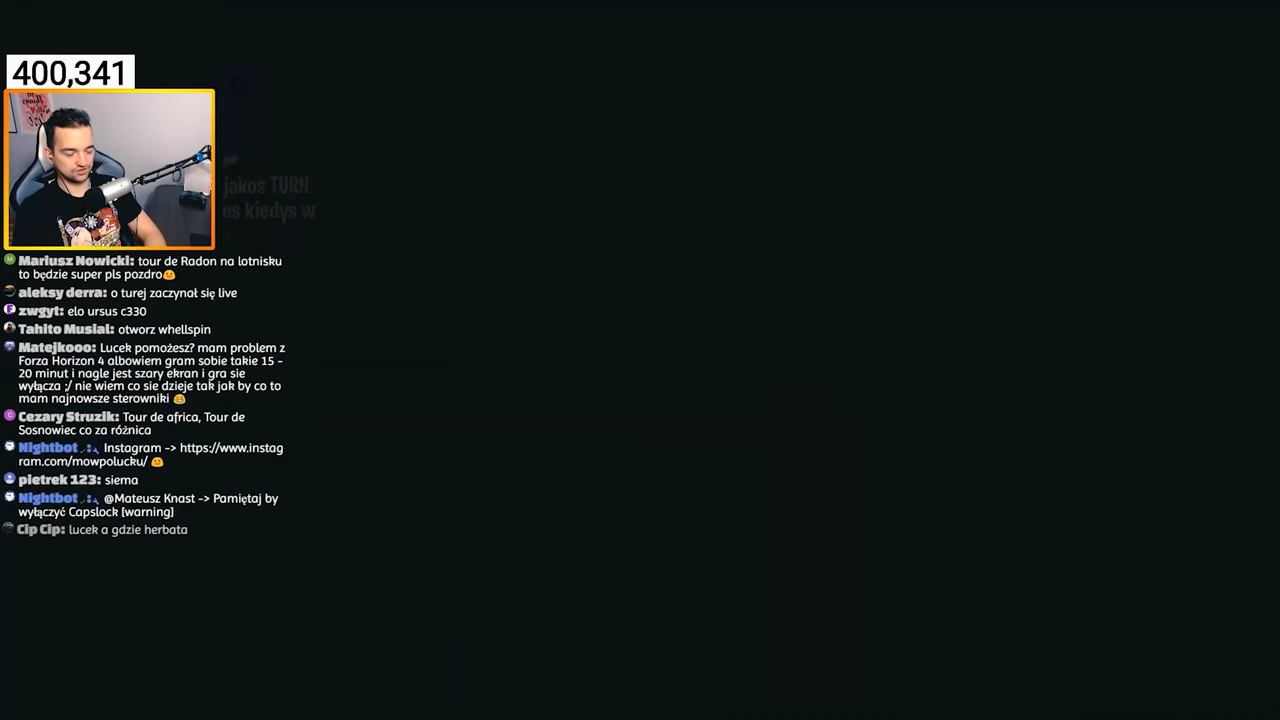 400,341
jakos TURN
es kiedys w
Mariusz Nowicki: tour de Radon na lotnisku
to będzie super pls pozdro
aleksy derra: o turej zaczynał się live
zwgyt: elo ursus c330
Tahito Musial: otworz whellspin
Matejkooo: Lucek pomożesz? mam problem z
Forza Horizon 4 albowiem gram sobie takie 15 -
20 minut i nagle jest szary ekran i gra sie
wyłącza ;/ nie wiem co sie dzieje tak jak by co to
mam najnowsze sterowniki
Cezary Struzik: Tour de africa, Tour de
Sosnowiec co za różnica
Nightbot Instagram -> https://www.instag
ram.com/mowpolucku/
pietrek 123: siema
Nightbot @Mateusz Knast -> Pamiętaj by
wyłączyć Capslock [warning]
Cip Cip: lucek a gdzie herbata